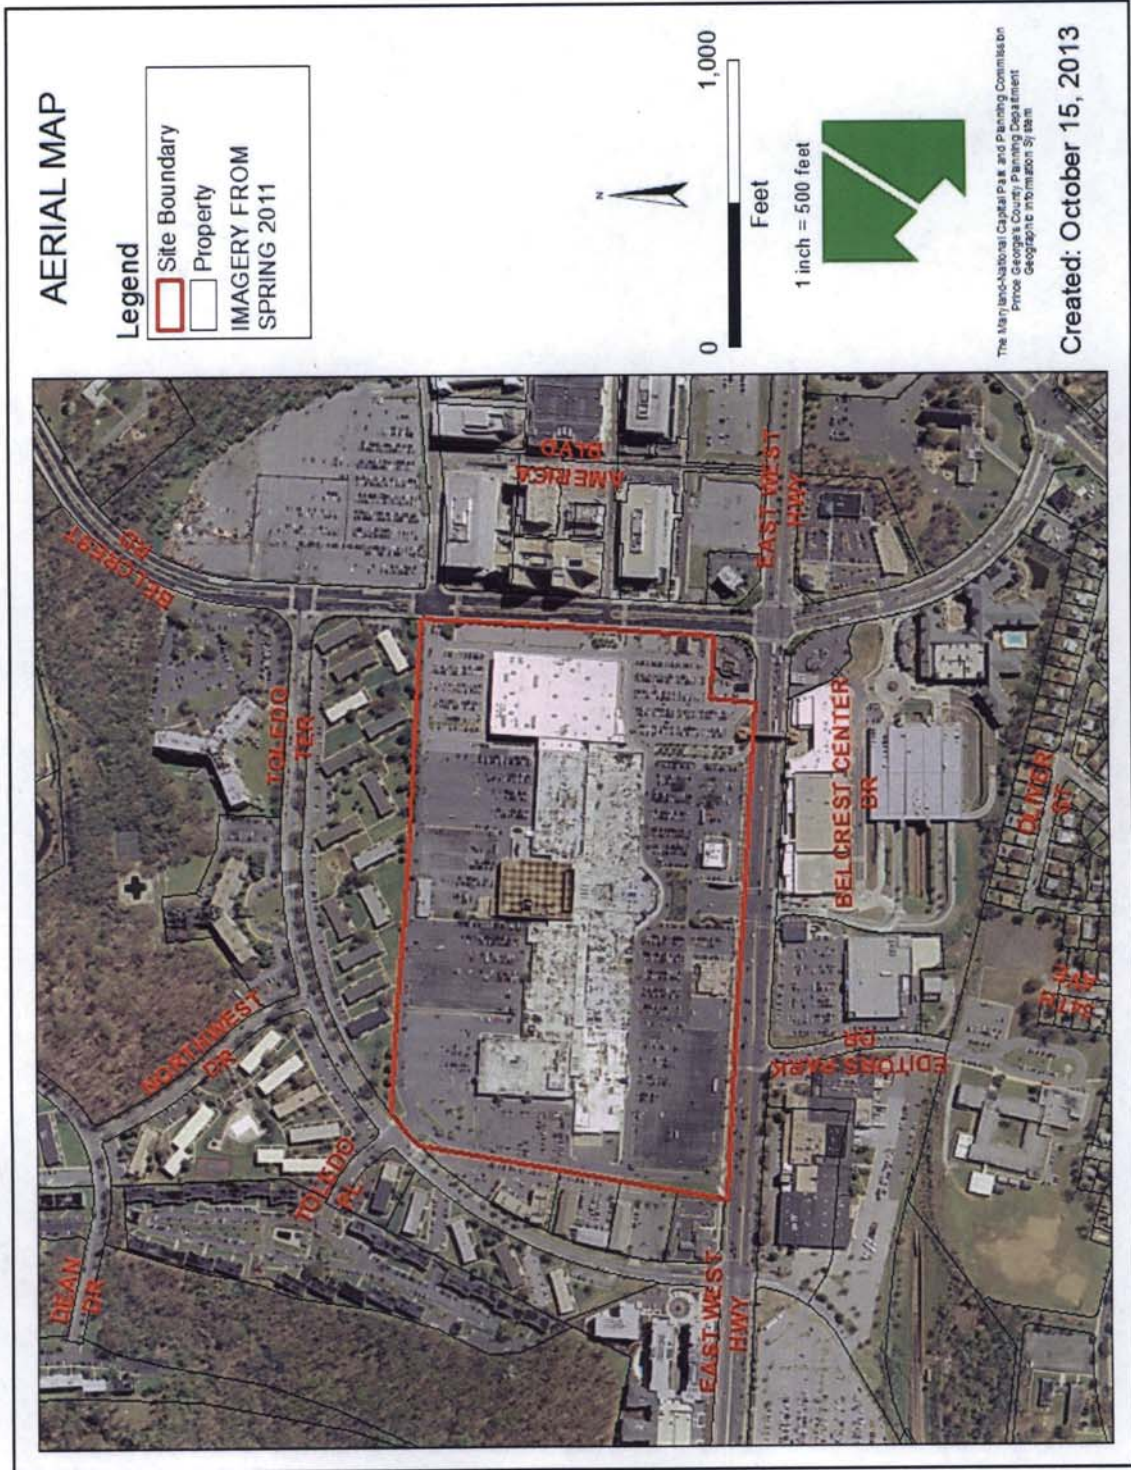 AERIAL MAP
Legend
Site Boundary
Property
IMAGERY FROM
SPRING 2011
N
0
1,000
Feet
1 inch = 500 feet
The Maryland-National Capital Park and Planning Commission
Prince George's County Planning Department
Geographic Information System
Created: October 15, 2013
DEAN
DR
NORTHWEST
DR
TOLEDO
PL
TOLEDO
TER
BELCREST
RD
AMERICA
BLVD
EAST WEST
HWY
EAST WEST
HWY
BELCREST CENTER
DR
EDITORS PARK
DR
OLIVER
ST